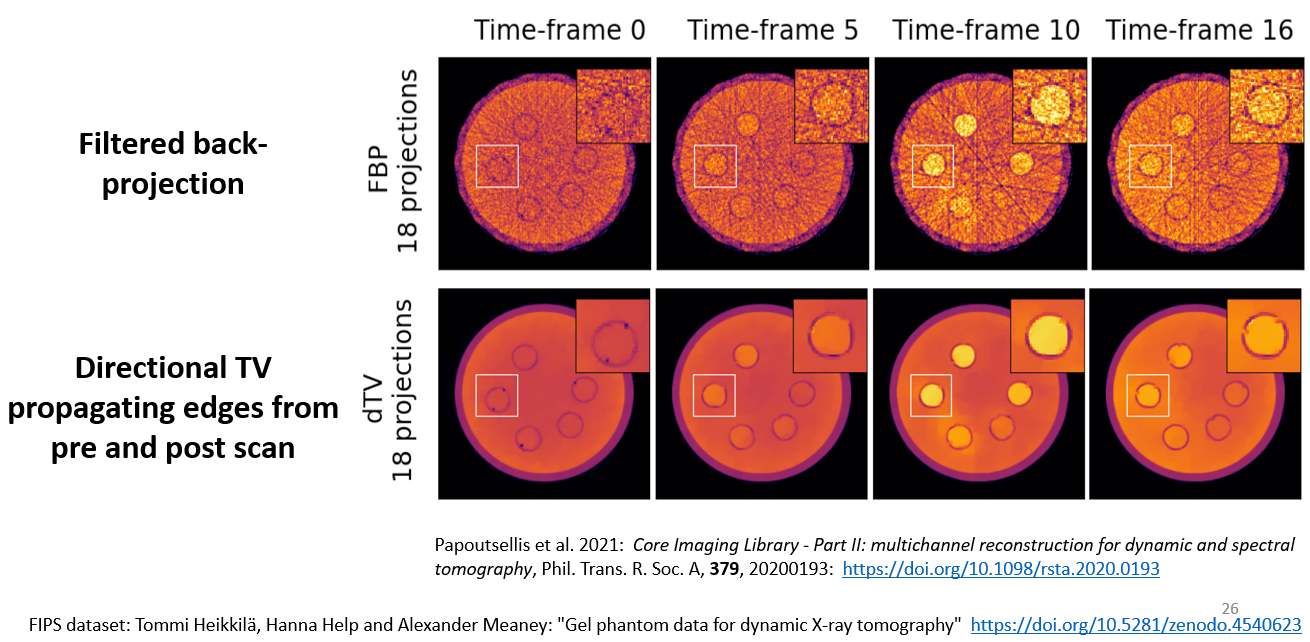 Time-frame 0 Time-frame 5 Time-frame 10 Time-frame 16
Filtered back-
projection
FBP
18 projections
Directional TV
propagating edges from
pre and post scan
dTV
18 projections
Papoutsellis et al. 2021: Core Imaging Library - Part II: multichannel reconstruction for dynamic and spectral
tomography, Phil. Trans. R. Soc. A, 379, 20200193: https://doi.org/10.1098/rsta.2020.0193
26
FIPS dataset: Tommi Heikkilä, Hanna Help and Alexander Meaney: "Gel phantom data for dynamic X-ray tomography" https://doi.org/10.5281/zenodo.4540623